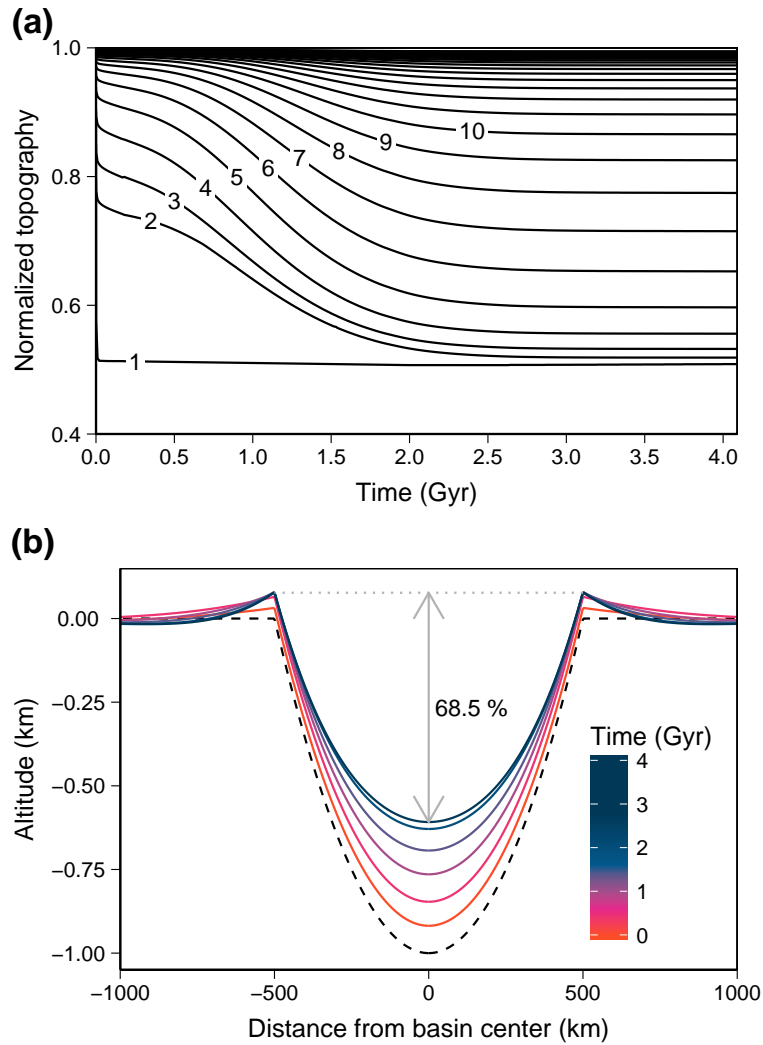 (a)
Normalized topography
1.0
0.8
0.6
0.4
10
9
8
7
6
5
4
3
2
1
0.0 0.5 1.0 1.5 2.0 2.5 3.0 3.5 4.0
Time (Gyr)
(b)
Altitude (km)
0.00
−0.25
−0.50
−0.75
−1.00
68.5 %
Time (Gyr)
4
3
2
1
0
−1000 −500 0 500 1000
Distance from basin center (km)